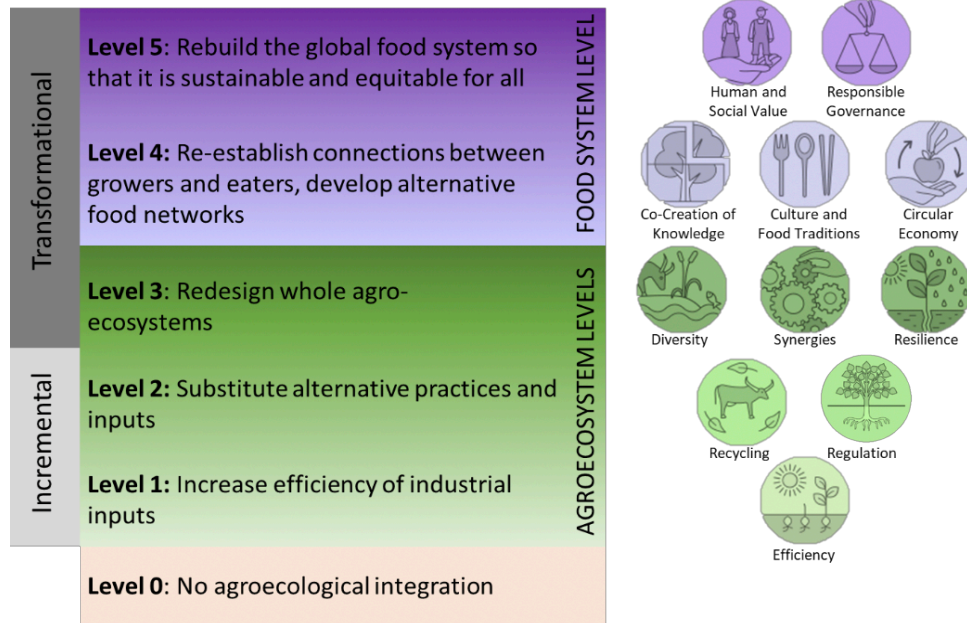 Transformational
Incremental
Level 5: Rebuild the global food system so
that it is sustainable and equitable for all
Level 4: Re-establish connections between
growers and eaters, develop alternative
food networks
Level 3: Redesign whole agro-
ecosystems
Level 2: Substitute alternative practices and
inputs
Level 1: Increase efficiency of industrial
inputs
Level 0: No agroecological integration
FOOD SYSTEM LEVEL
AGROECOSYSTEM LEVELS
Human and
Social Value
Responsible
Governance
Co-Creation of
Knowledge
Culture and
Food Traditions
Circular
Economy
Diversity
Synergies
Resilience
Recycling
Regulation
Efficiency